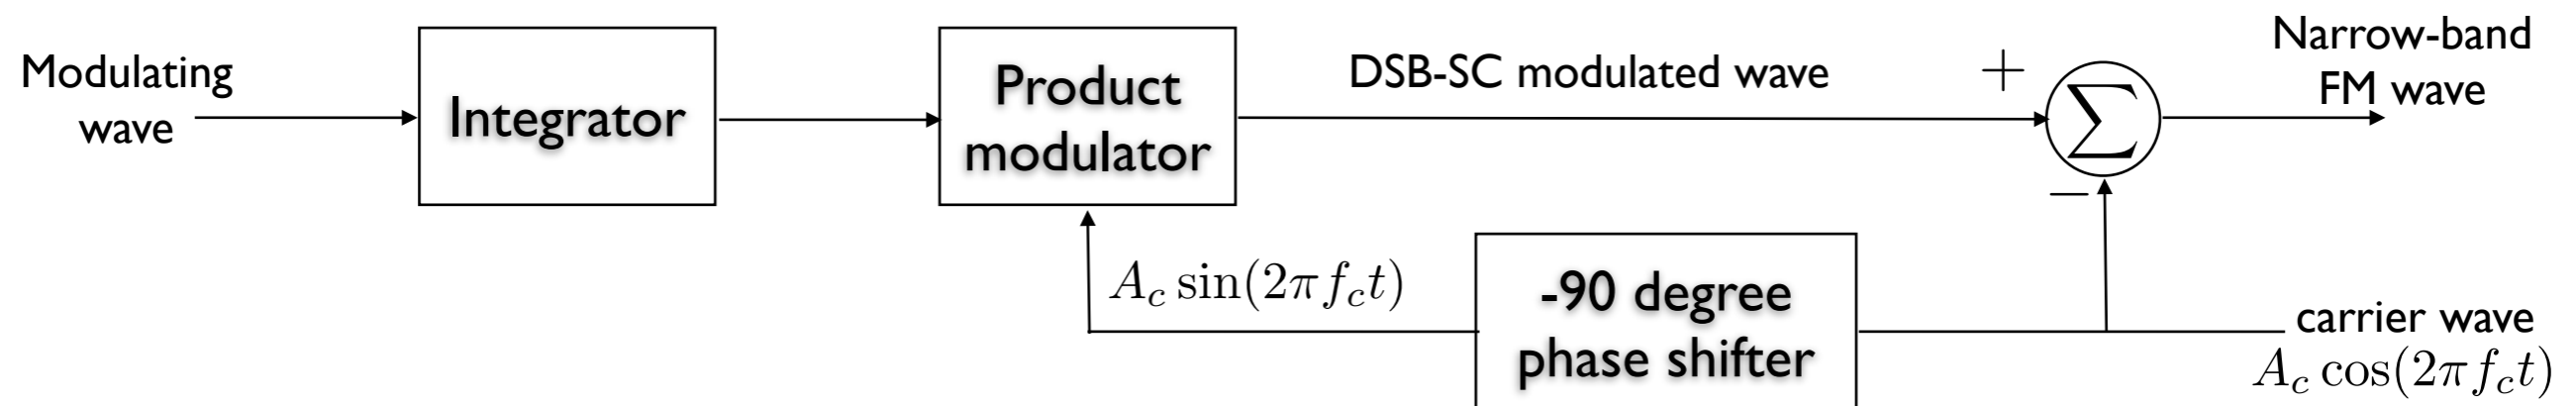 Modulating
wave
Integrator
Product
modulator
DSB-SC modulated wave
+
∑
−
Narrow-band
FM wave
A_c sin(2πf_ct)
-90 degree
phase shifter
carrier wave
A_c cos(2πf_ct)